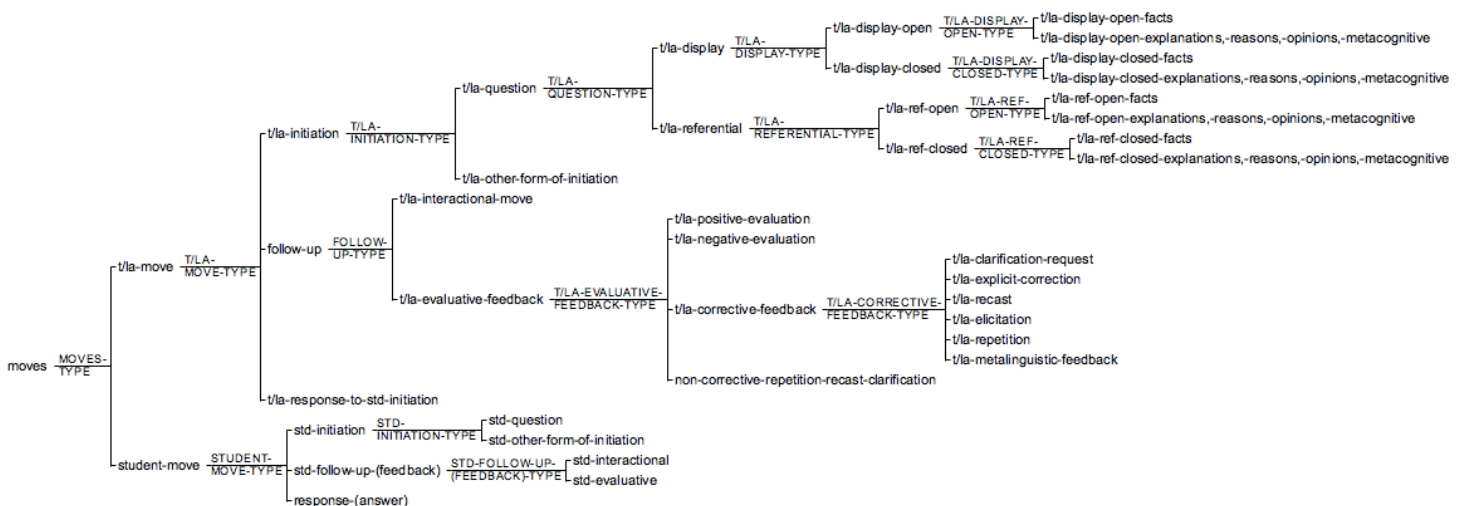 t/la-display-open-facts
t/la-display-open T/LA-DISPLAY-
OPEN-TYPE
t/la-display-open-explanations,-reasons,-opinions,-metacognitive
t/la-display T/LA-
DISPLAY-TYPE
t/la-display-closed-facts
t/la-display-closed T/LA-DISPLAY-
CLOSED-TYPE
t/la-display-closed-explanations,-reasons,-opinions,-metacognitive
t/la-question T/LA-
QUESTION-TYPE
t/la-ref-open-facts
t/la-ref-open T/LA-REF-
OPEN-TYPE
t/la-ref-open-explanations,-reasons,-opinions,-metacognitive
t/la-referential T/LA-
REFERENTIAL-TYPE
t/la-initiation T/LA-
INITIATION-TYPE
t/la-ref-closed-facts
t/la-ref-closed T/LA-REF-
CLOSED-TYPE
t/la-ref-closed-explanations,-reasons,-opinions,-metacognitive
t/la-other-form-of-initiation
t/la-interactional-move
t/la-positive-evaluation
t/la-negative-evaluation
follow-up FOLLOW-
UP-TYPE
t/la-move T/LA-
MOVE-TYPE
t/la-clarification-request
t/la-explicit-correction
t/la-evaluative-feedback T/LA-EVALUATIVE-
FEEDBACK-TYPE
t/la-recast
t/la-corrective-feedback T/LA-CORRECTIVE-
FEEDBACK-TYPE
t/la-elicitation
t/la-repetition
t/la-metalinguistic-feedback
moves MOVES-
TYPE
non-corrective-repetition-recast-clarification
t/la-response-to-std-initiation
std-question
std-initiation STD-
INITIATION-TYPE
std-other-form-of-initiation
student-move STUDENT-
MOVE-TYPE
std-interactional
std-follow-up-(feedback) STD-FOLLOW-UP-
(FEEDBACK)-TYPE
std-evaluative
response-(answer)